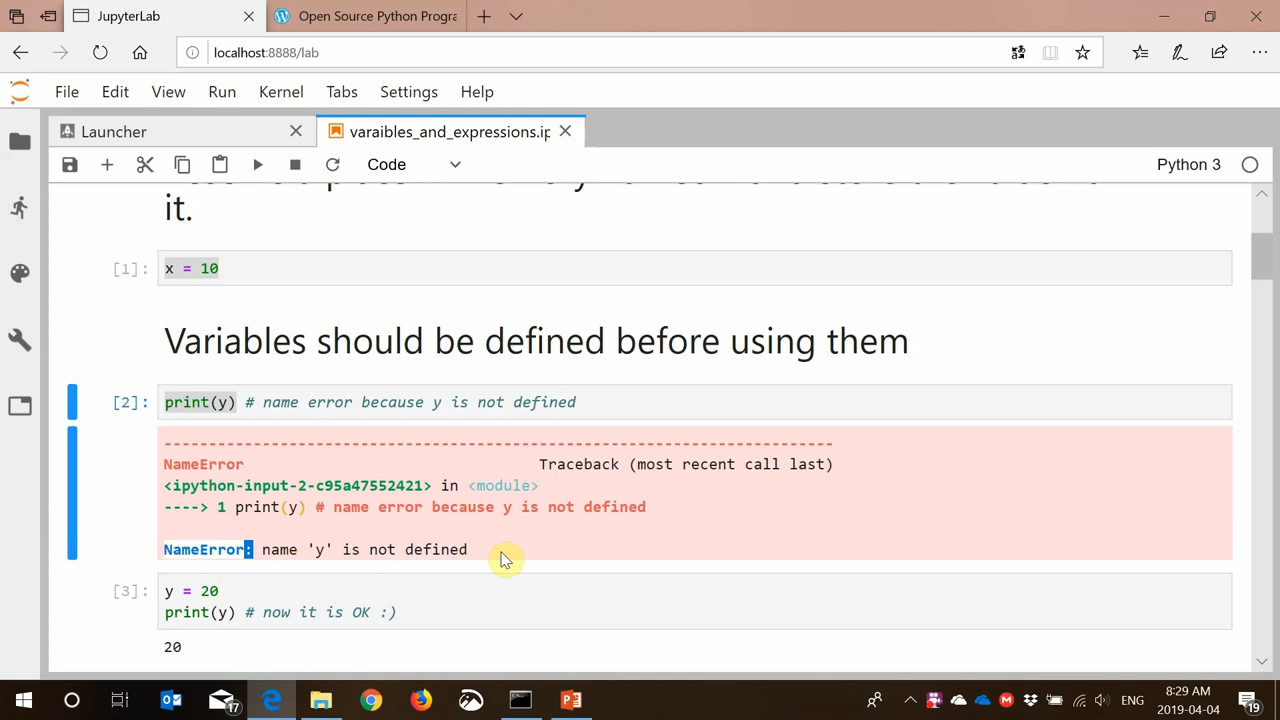 JupyterLab
Open Source Python Progra
localhost:8888/lab
File Edit View Run Kernel Tabs Settings Help
Launcher
varaibles_and_expressions.ip
Code
Python 3
it.
[1]: x = 10
Variables should be defined before using them
[2]: print(y) # name error because y is not defined
---------------------------------------------------------------------------
NameError Traceback (most recent call last)
<ipython-input-2-c95a47552421> in <module>
----> 1 print(y) # name error because y is not defined
NameError: name 'y' is not defined
[3]: y = 20
print(y) # now it is OK :)
20
17
ENG
8:29 AM
2019-04-04
19